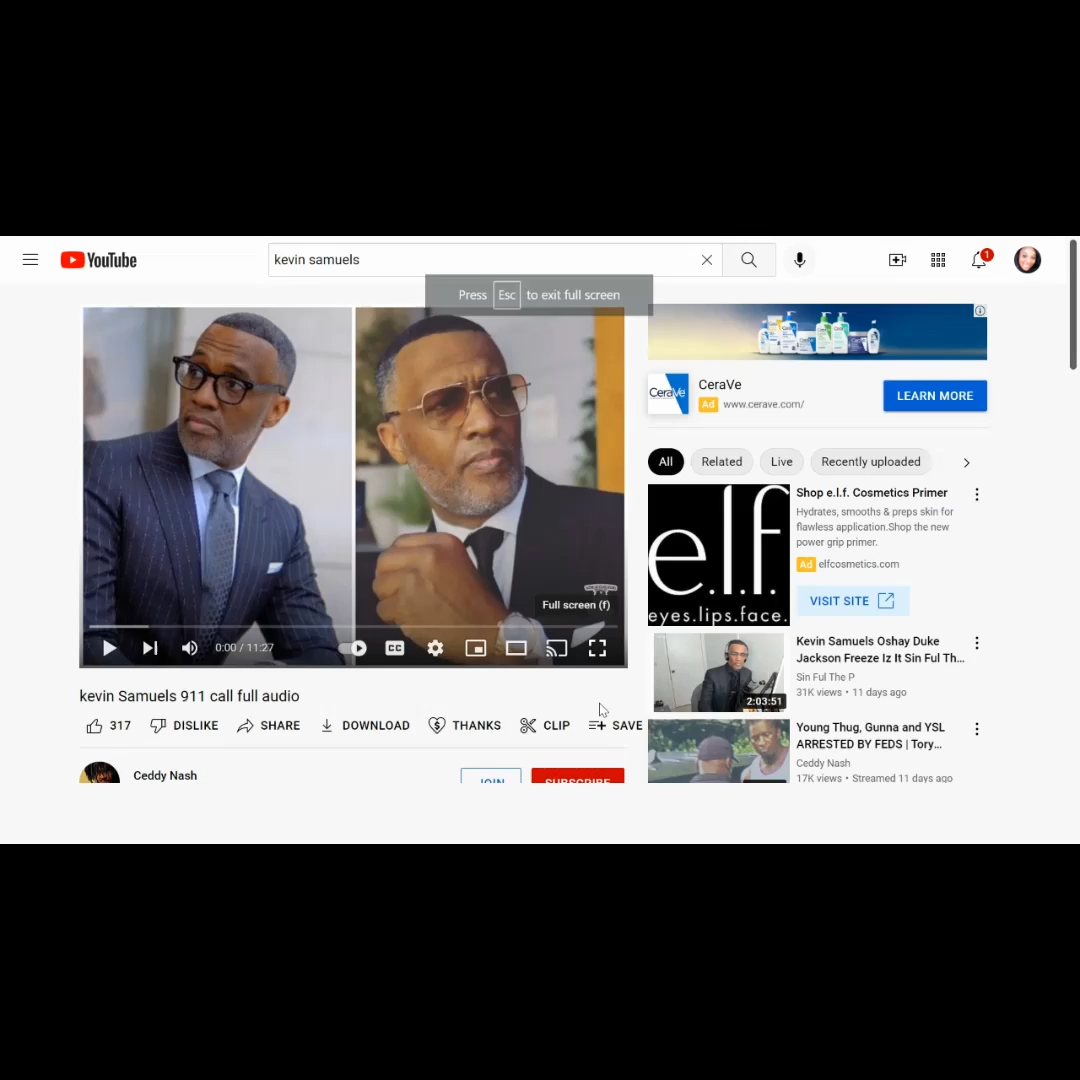 YouTube
kevin samuels
1
Press Esc to exit full screen
Full screen (f)
0:00 / 11:27
CC
kevin Samuels 911 call full audio
317 DISLIKE SHARE DOWNLOAD THANKS CLIP SAVE
Ceddy Nash
JOIN SUBSCRIBE
CeraVe
CeraVe
Ad www.cerave.com/
LEARN MORE
All Related Live Recently uploaded
e.l.f.
eyes.lips.face.
Shop e.l.f. Cosmetics Primer
Hydrates, smooths & preps skin for
flawless application.Shop the new
power grip primer.
Ad elfcosmetics.com
VISIT SITE
2:03:51
Kevin Samuels Oshay Duke
Jackson Freeze Iz It Sin Ful Th...
Sin Ful The P
31K views • 11 days ago
Young Thug, Gunna and YSL
ARRESTED BY FEDS | Tory...
Ceddy Nash
17K views • Streamed 11 days ago